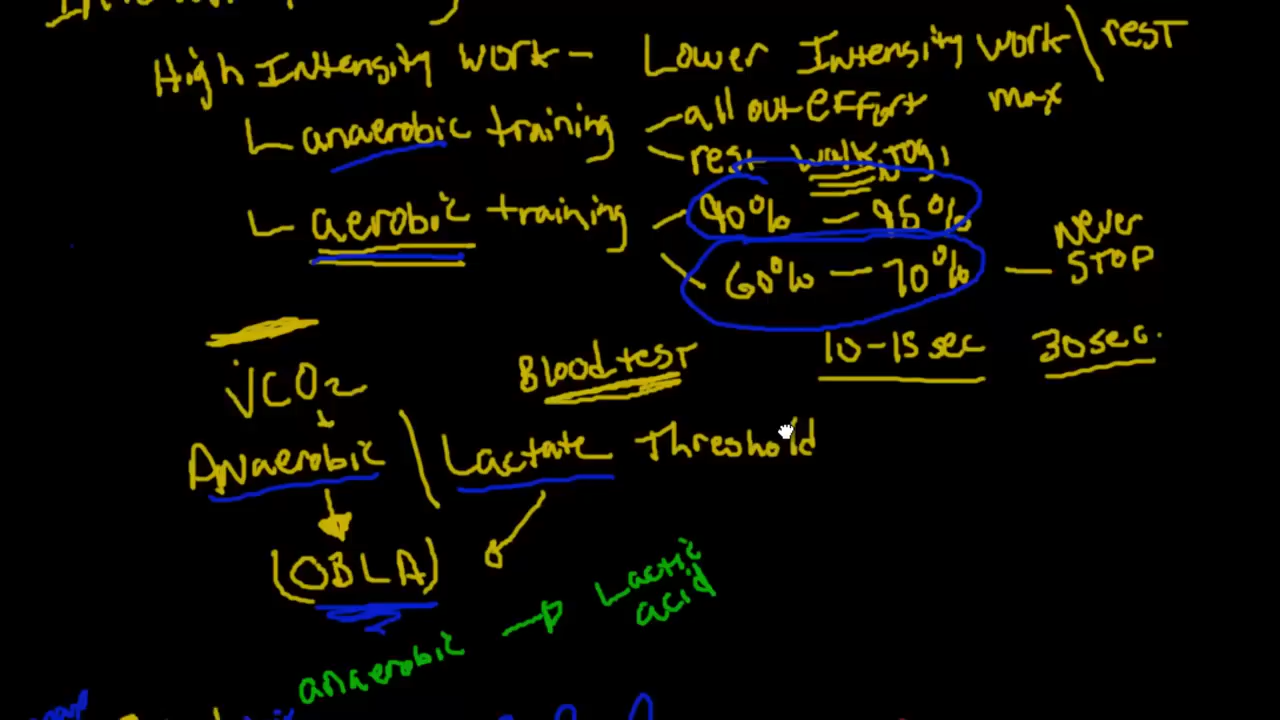 High Intensity work - Lower Intensity work \ rest
└ anaerobic training - all out effort max
rest walk, jog,
└ aerobic training - 90% - 95%
60% - 70% - never STOP
10-15 sec 30 sec.
Blood test
V̇CO2
Anaerobic \ Lactate Threshold
(OBLA)
anaerobic → Lactic acid